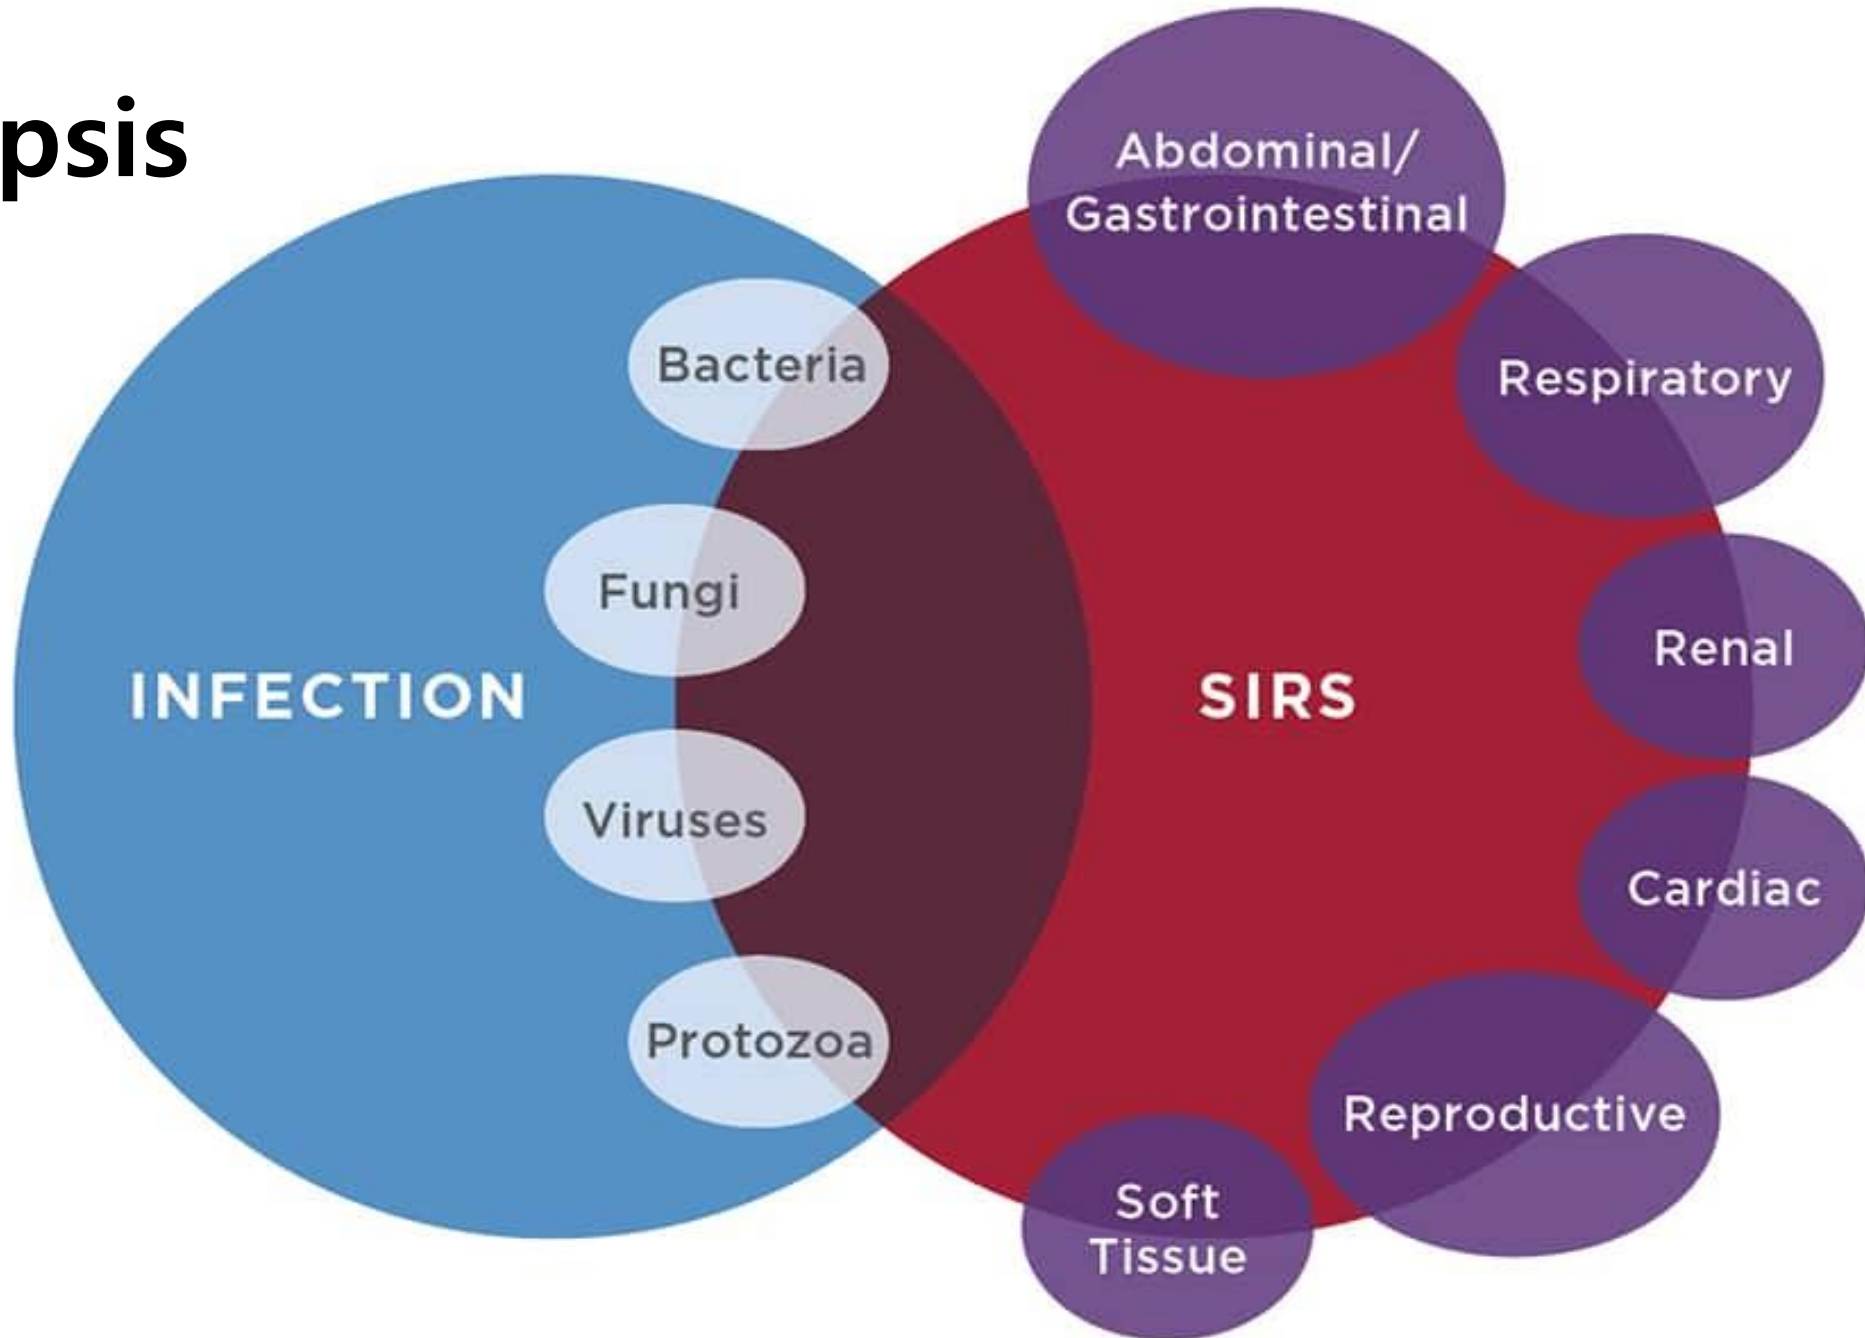 psis
Abdominal/
Gastrointestinal
Bacteria
Respiratory
Fungi
Renal
INFECTION
SIRS
Viruses
Cardiac
Protozoa
Reproductive
Soft
Tissue